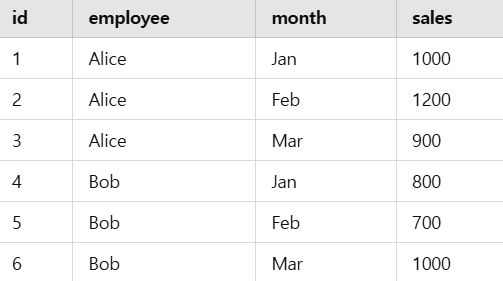 id employee month sales
1 Alice Jan 1000
2 Alice Feb 1200
3 Alice Mar 900
4 Bob Jan 800
5 Bob Feb 700
6 Bob Mar 1000